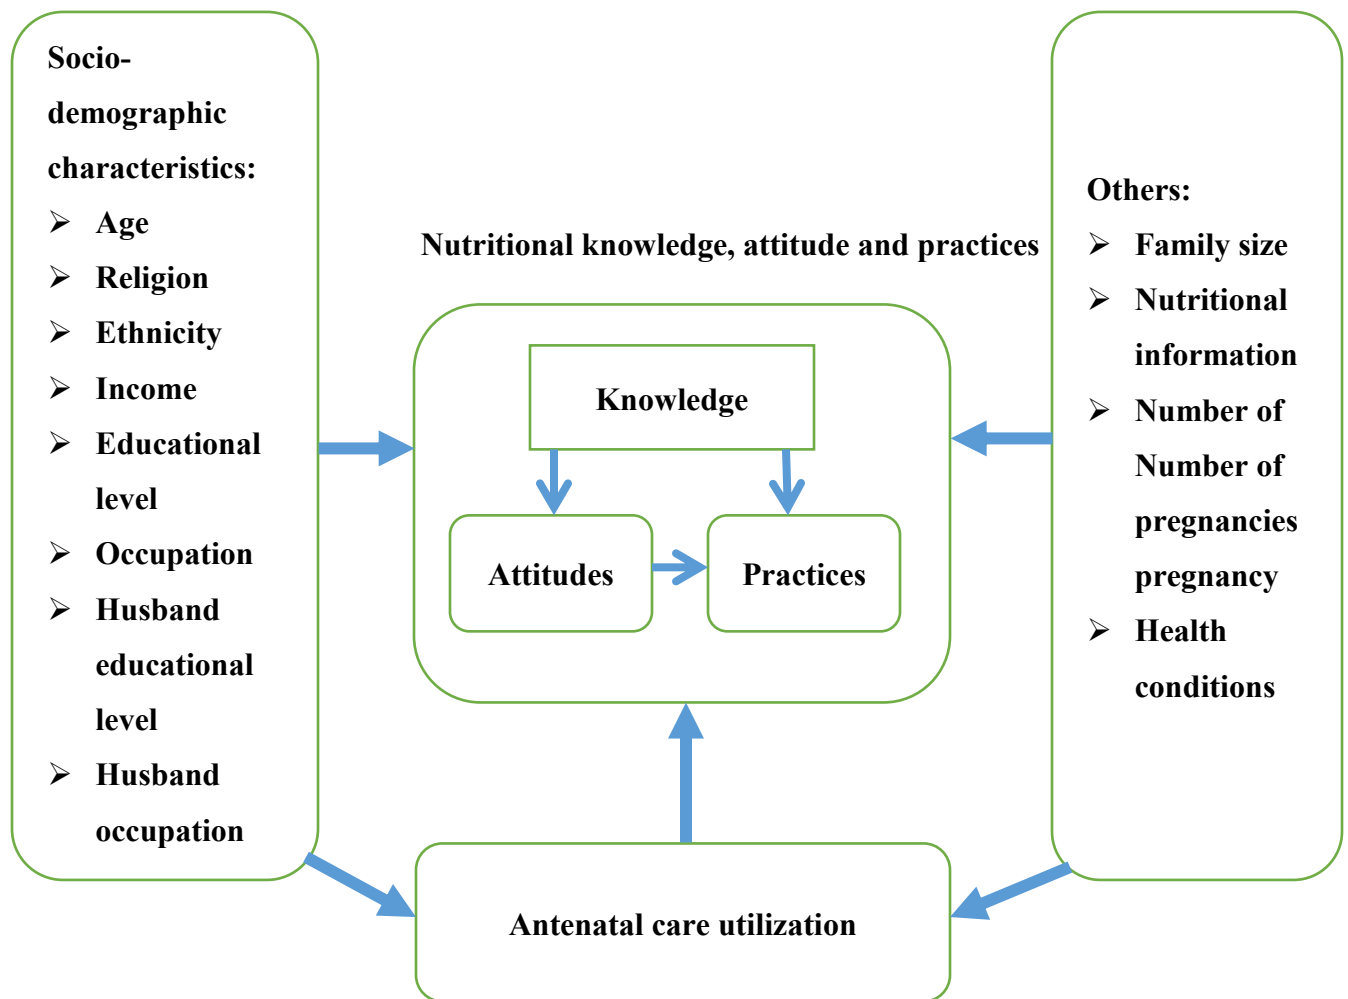 Socio-
demographic
characteristics:
➢ Age
➢ Religion
➢ Ethnicity
➢ Income
➢ Educational
level
➢ Occupation
➢ Husband
educational
level
➢ Husband
occupation
Nutritional knowledge, attitude and practices
Knowledge
Attitudes
Practices
Antenatal care utilization
Others:
➢ Family size
➢ Nutritional
information
➢ Number of
Number of
pregnancies
pregnancy
➢ Health
conditions